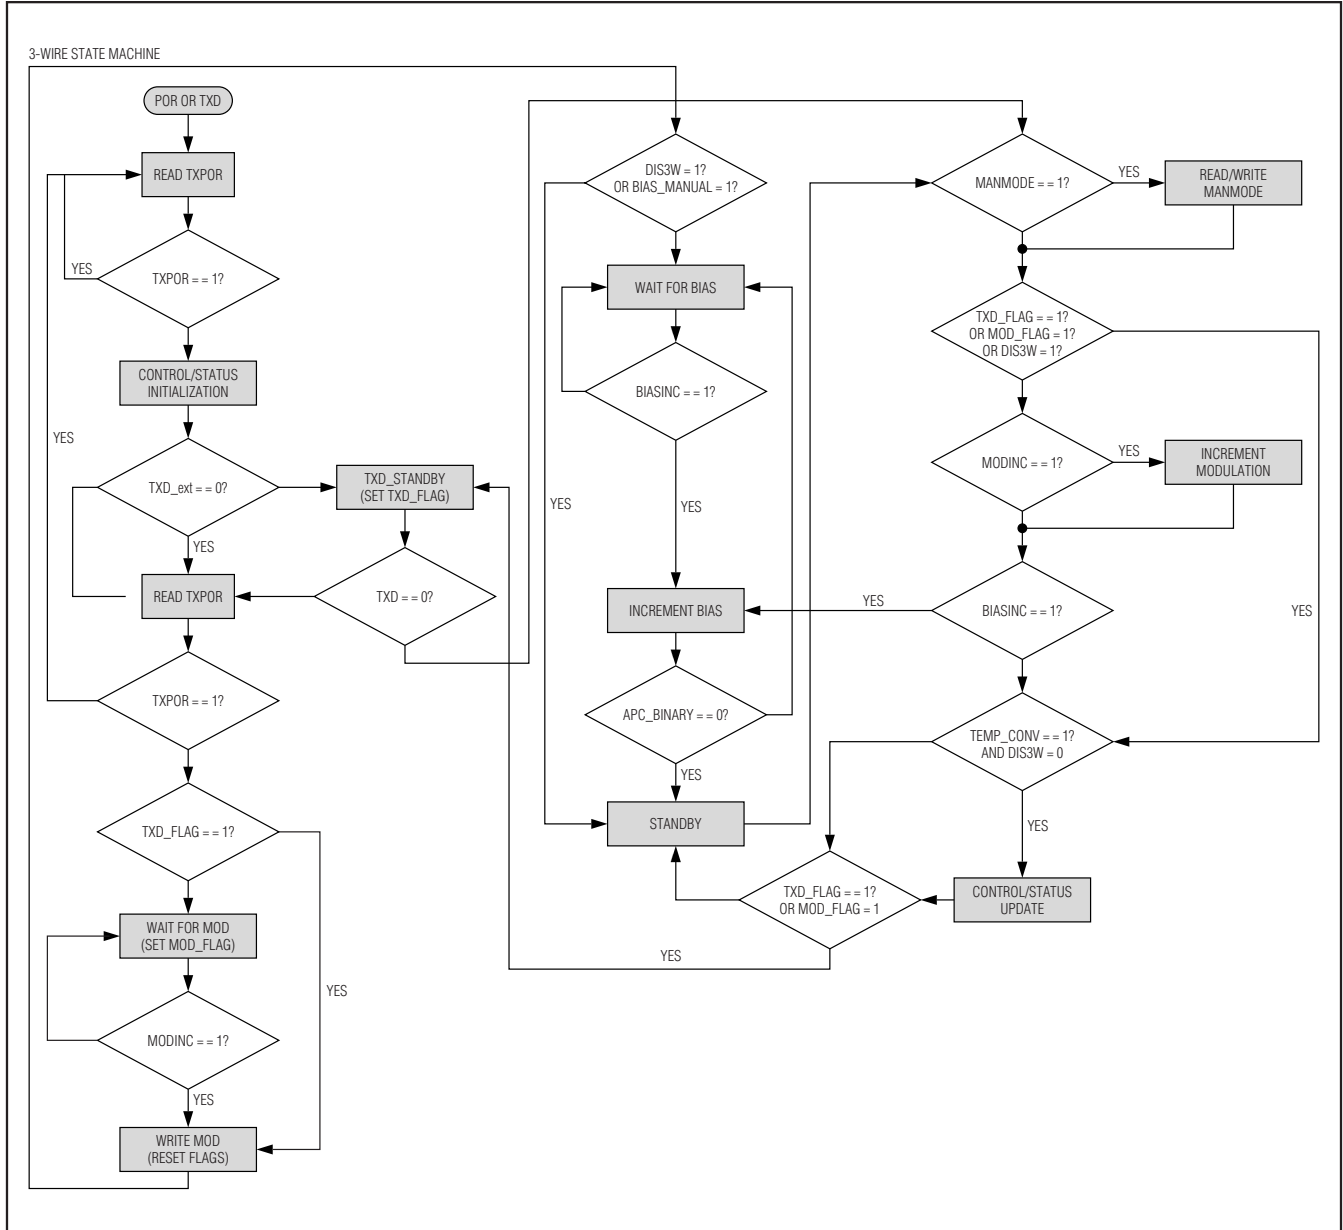 3-WIRE STATE MACHINE
POR OR TXD
READ TXPOR
TXPOR = = 1?
YES
CONTROL/STATUS
INITIALIZATION
YES
TXD_ext = = 0?
YES
TXD_STANDBY
(SET TXD_FLAG)
READ TXPOR
TXD = = 0?
TXPOR = = 1?
TXD_FLAG = = 1?
WAIT FOR MOD
(SET MOD_FLAG)
YES
MODINC = = 1?
YES
WRITE MOD
(RESET FLAGS)
DIS3W = 1?
OR BIAS_MANUAL = 1?
WAIT FOR BIAS
BIASINC = = 1?
YES
YES
INCREMENT BIAS
APC_BINARY = = 0?
YES
STANDBY
MANMODE = = 1?
YES
READ/WRITE
MANMODE
TXD_FLAG = = 1?
OR MOD_FLAG = 1?
OR DIS3W = 1?
MODINC = = 1?
YES
INCREMENT
MODULATION
BIASINC = = 1?
YES
YES
TEMP_CONV = = 1?
AND DIS3W = 0
YES
CONTROL/STATUS
UPDATE
TXD_FLAG = = 1?
OR MOD_FLAG = 1
YES